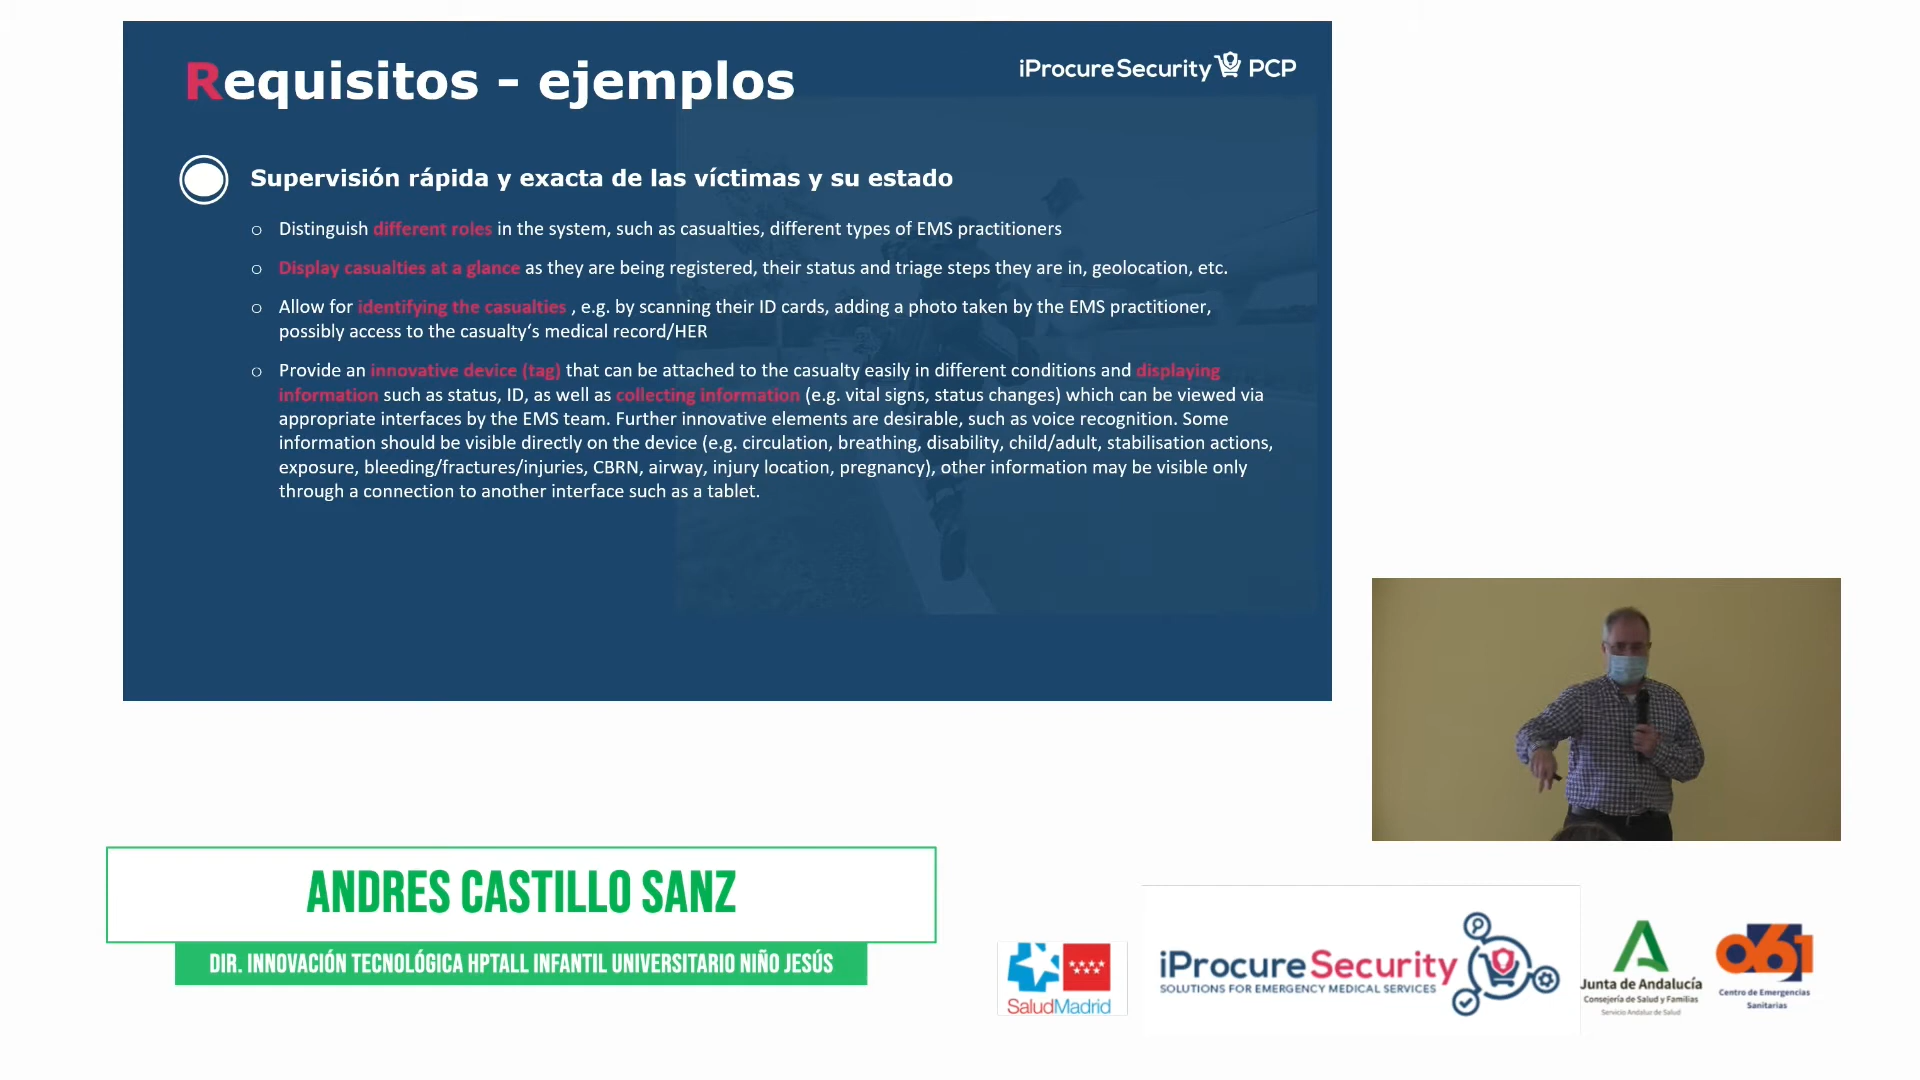 Requisitos - ejemplos
iProcureSecurity PCP
Supervisión rápida y exacta de las víctimas y su estado
o Distinguish different roles in the system, such as casualties, different types of EMS practitioners
o Display casualties at a glance as they are being registered, their status and triage steps they are in, geolocation, etc.
o Allow for identifying the casualties , e.g. by scanning their ID cards, adding a photo taken by the EMS practitioner,
possibly access to the casualty‘s medical record/HER
o Provide an innovative device (tag) that can be attached to the casualty easily in different conditions and displaying
information such as status, ID, as well as collecting information (e.g. vital signs, status changes) which can be viewed via
appropriate interfaces by the EMS team. Further innovative elements are desirable, such as voice recognition. Some
information should be visible directly on the device (e.g. circulation, breathing, disability, child/adult, stabilisation actions,
exposure, bleeding/fractures/injuries, CBRN, airway, injury location, pregnancy), other information may be visible only
through a connection to another interface such as a tablet.
ANDRES CASTILLO SANZ
DIR. INNOVACIÓN TECNOLÓGICA HPTALL INFANTIL UNIVERSITARIO NIÑO JESÚS
SaludMadrid
iProcureSecurity
SOLUTIONS FOR EMERGENCY MEDICAL SERVICES
Junta de Andalucía
Consejería de Salud y Familias
Servicio Andaluz de Salud
061
Centro de Emergencias
Sanitarias